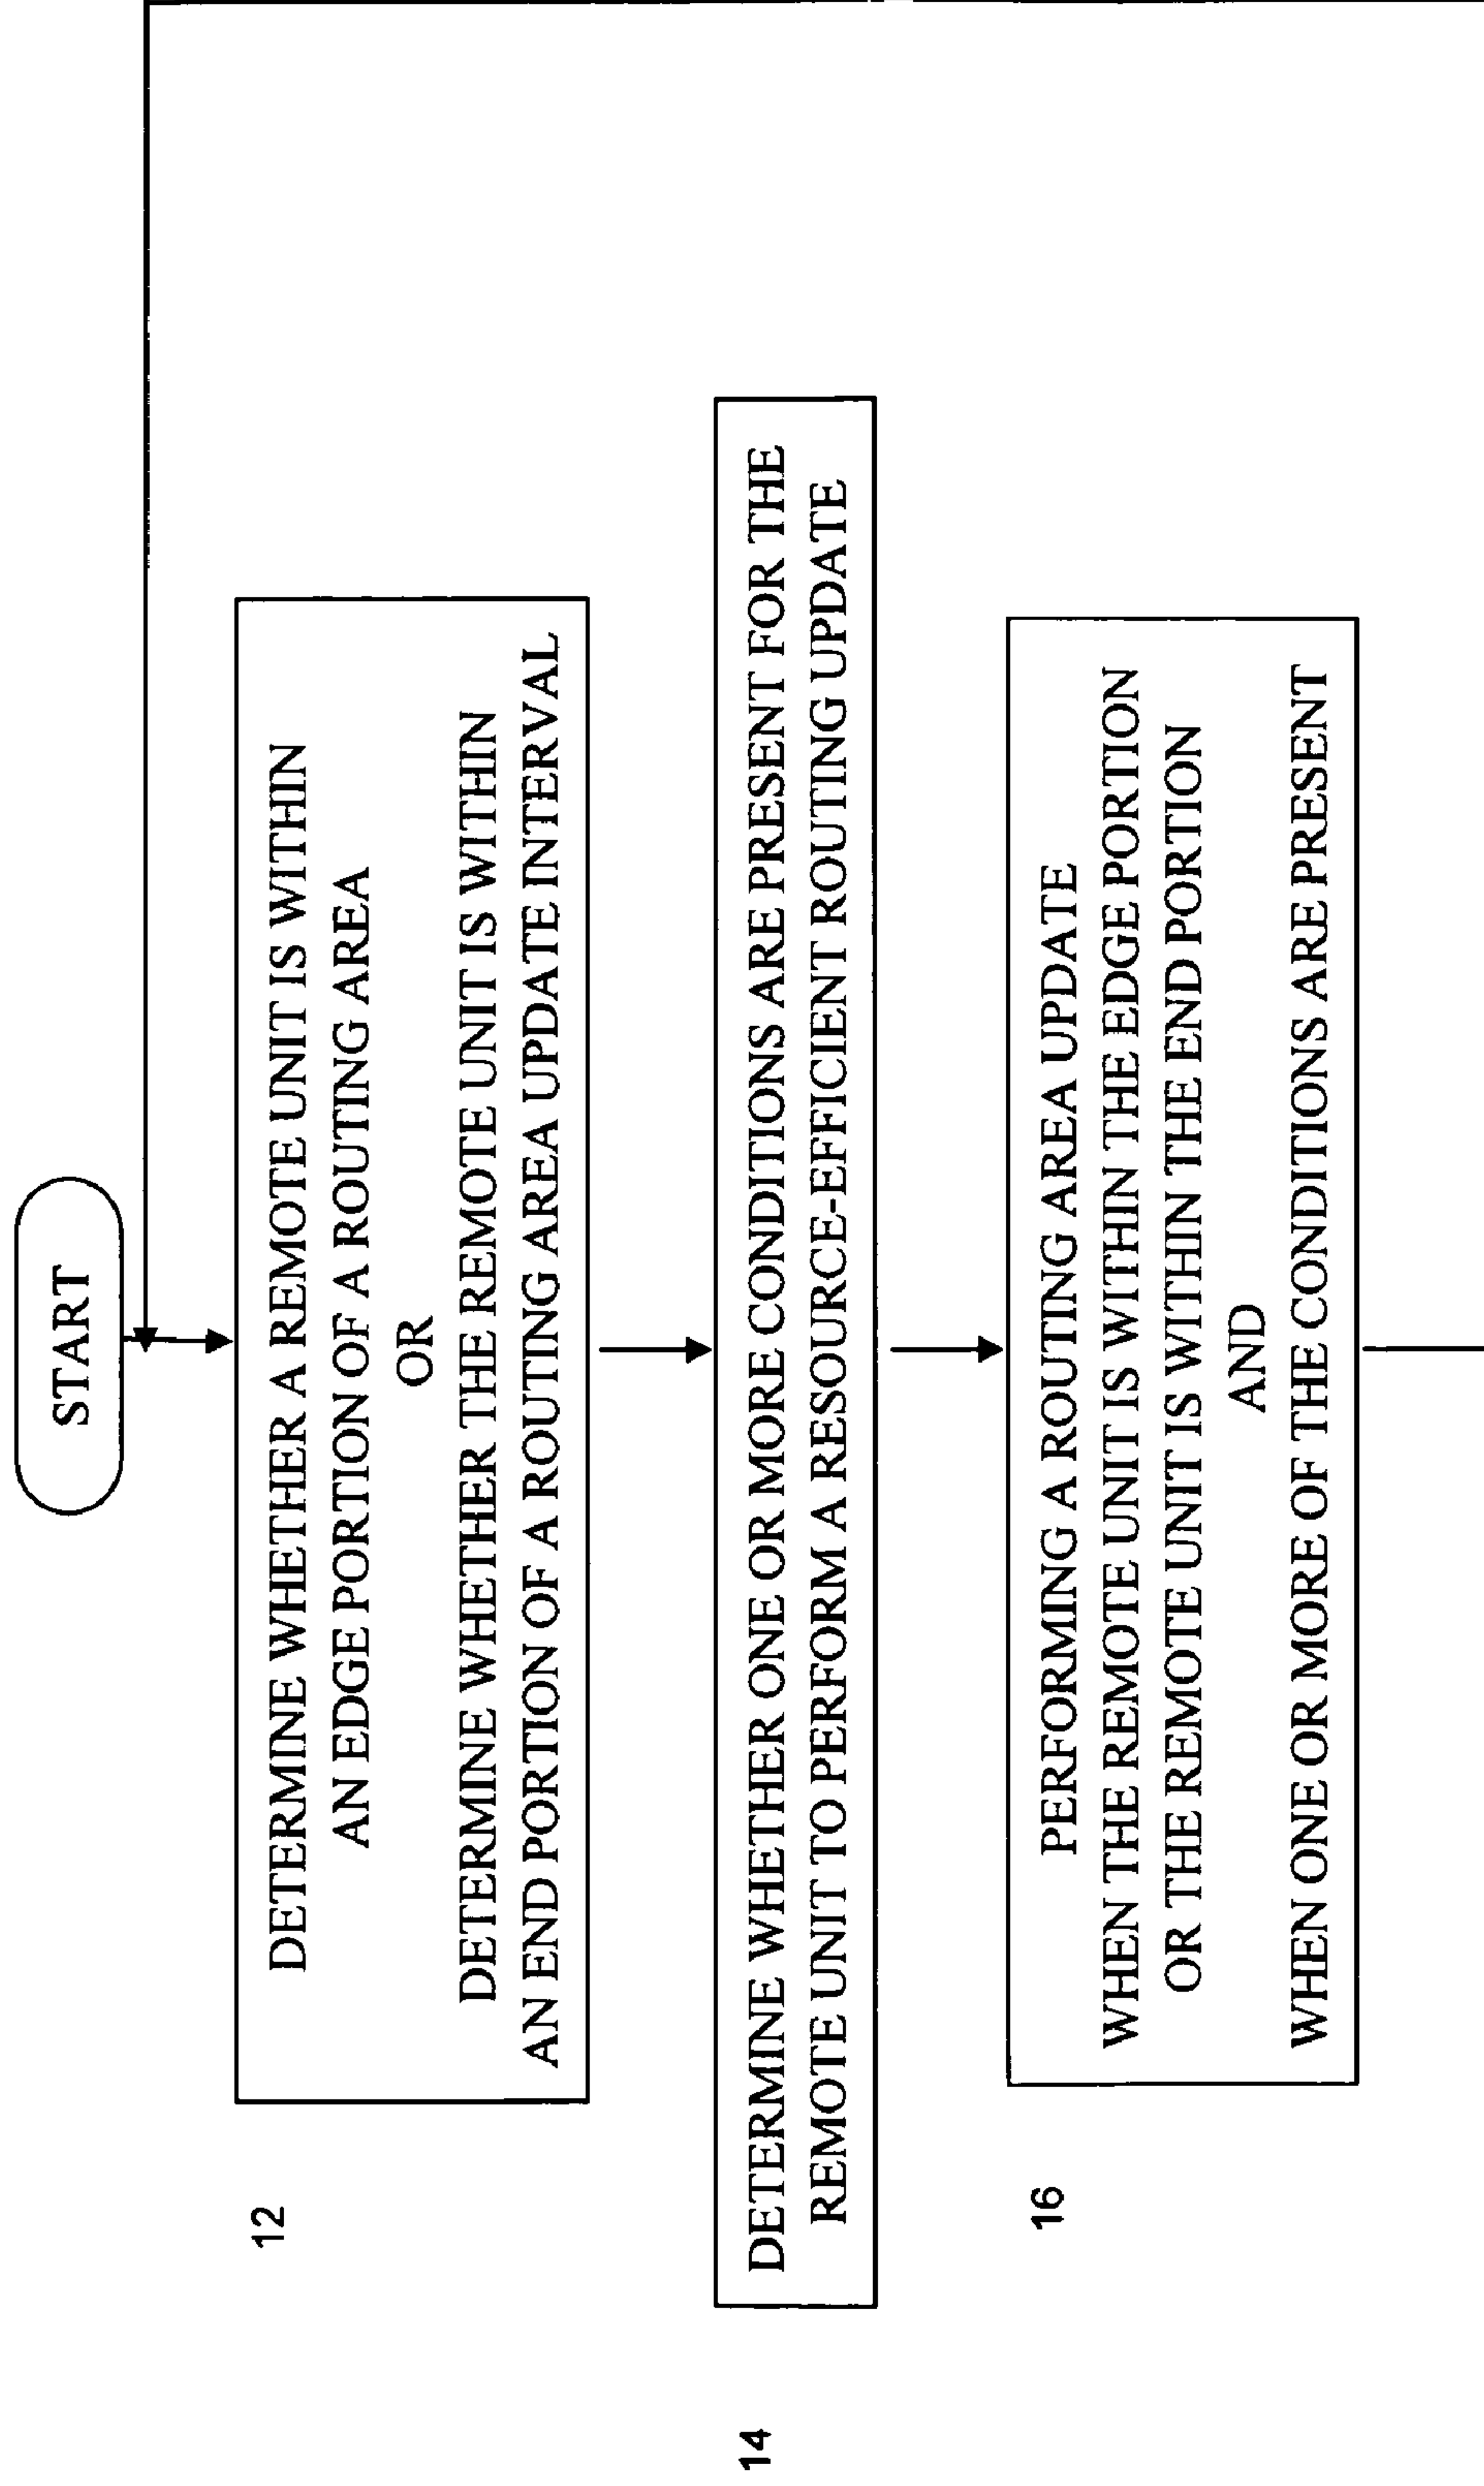 START
12
DETERMINE WHETHER A REMOTE UNIT IS WITHIN
AN EDGE PORTION OF A ROUTING AREA
OR
DETERMINE WHETHER THE REMOTE UNIT IS WITHIN
AN END PORTION OF A ROUTING AREA UPDATE INTERVAL
14
DETERMINE WHETHER ONE OR MORE CONDITIONS ARE PRESENT FOR THE
REMOTE UNIT TO PERFORM A RESOURCE-EFFICIENT ROUTING UPDATE
16
PERFORMING A ROUTING AREA UPDATE
WHEN THE REMOTE UNIT IS WITHIN THE EDGE PORTION
OR THE REMOTE UNIT IS WITHIN THE END PORTION
AND
WHEN ONE OR MORE OF THE CONDITIONS ARE PRESENT